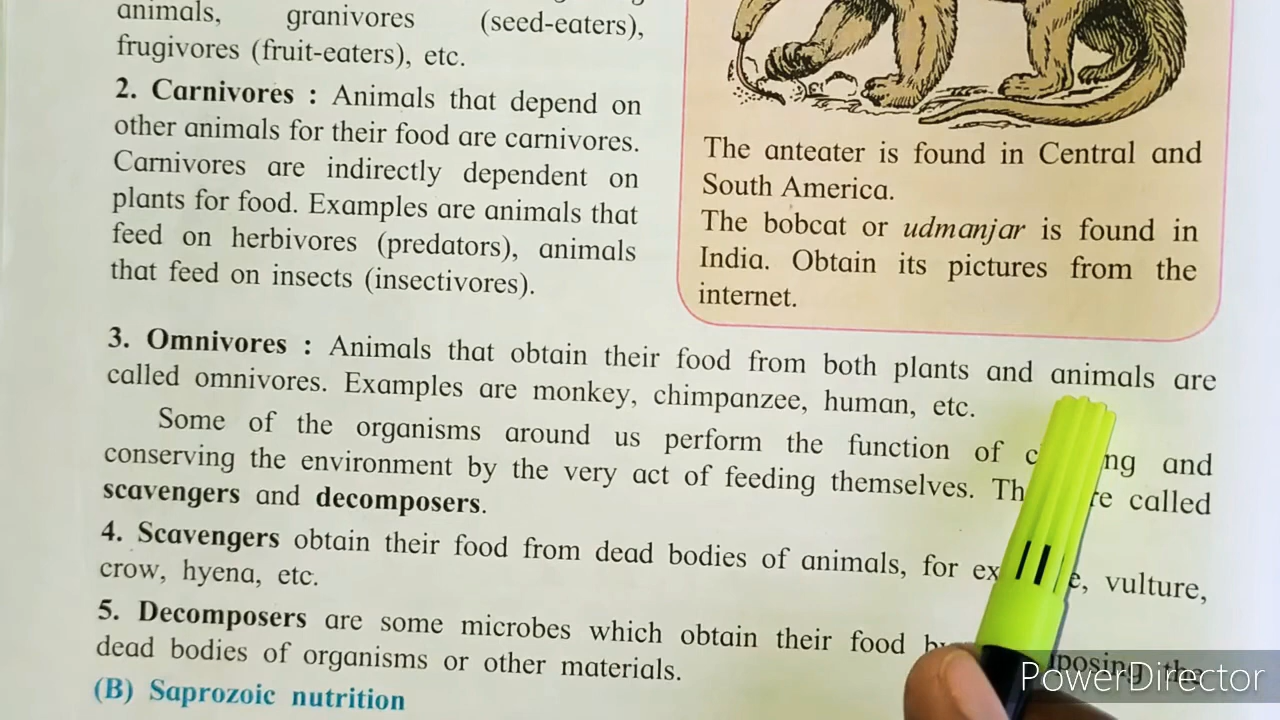 animals, granivores (seed-eaters),
frugivores (fruit-eaters), etc.
2. Carnivores : Animals that depend on
other animals for their food are carnivores.
Carnivores are indirectly dependent on
plants for food. Examples are animals that
feed on herbivores (predators), animals
that feed on insects (insectivores).
The anteater is found in Central and
South America.
The bobcat or udmanjar is found in
India. Obtain its pictures from the
internet.
3. Omnivores : Animals that obtain their food from both plants and animals are
called omnivores. Examples are monkey, chimpanzee, human, etc.
Some of the organisms around us perform the function of and
conserving the environment by the very act of feeding themselves. called
scavengers and decomposers.
4. Scavengers obtain their food from dead bodies of animals, for vulture,
crow, hyena, etc.
5. Decomposers are some microbes which obtain their food the
dead bodies of organisms or other materials.
(B) Saprozoic nutrition
PowerDirector